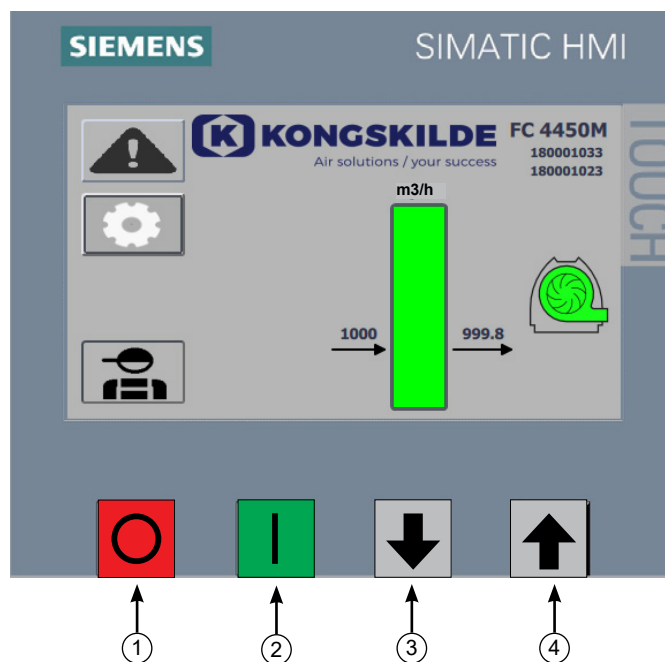 SIEMENS
SIMATIC HMI
TOUCH
K KONGSKILDE
Air solutions / your success
FC 4450M
180001033
180001023
m3/h
1000
999.8
1
2
3
4